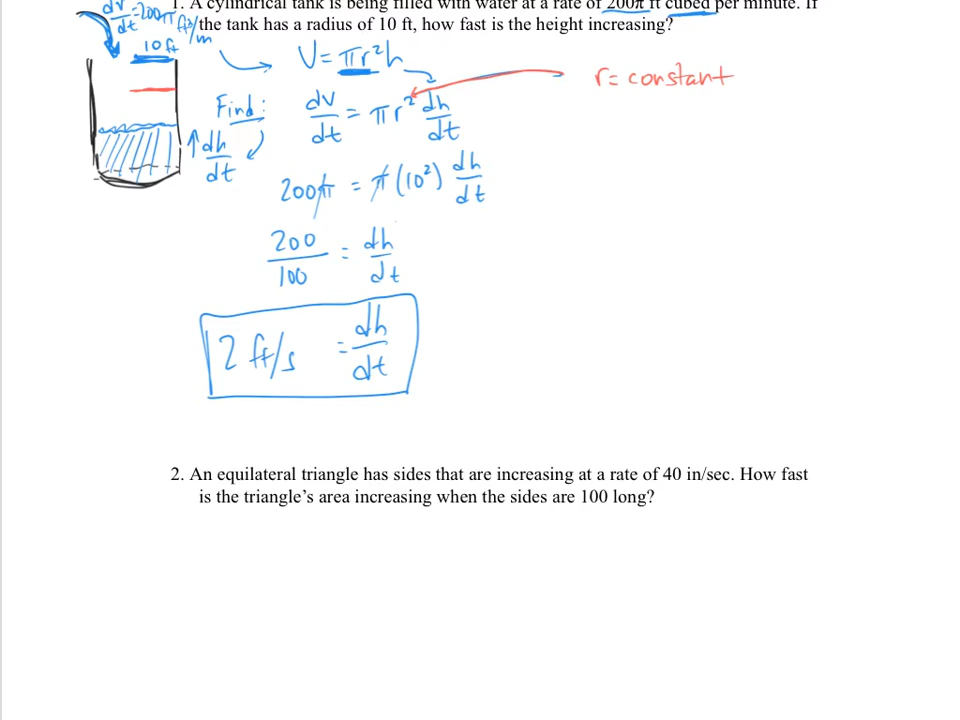 1. A cylindrical tank is being filled with water at a rate of 200π ft cubed per minute. If
the tank has a radius of 10 ft, how fast is the height increasing?
dV/dt = 200π ft³/m
10 ft
V = πr²h
r = constant
Find:
↑ dh/dt
dV/dt = πr² dh/dt
200π = π(10²) dh/dt
200/100 = dh/dt
2 ft/s = dh/dt
2. An equilateral triangle has sides that are increasing at a rate of 40 in/sec. How fast
is the triangle’s area increasing when the sides are 100 long?